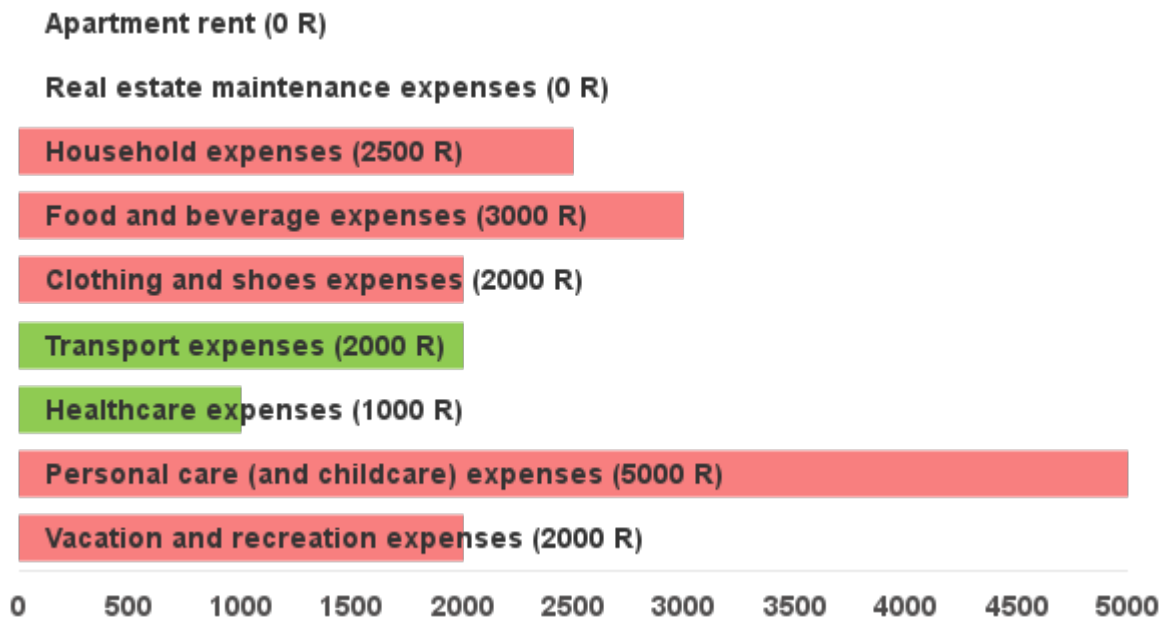 Apartment rent (0 R)
Real estate maintenance expenses (0 R)
Household expenses (2500 R)
Food and beverage expenses (3000 R)
Clothing and shoes expenses (2000 R)
Transport expenses (2000 R)
Healthcare expenses (1000 R)
Personal care (and childcare) expenses (5000 R)
Vacation and recreation expenses (2000 R)
0 500 1000 1500 2000 2500 3000 3500 4000 4500 5000